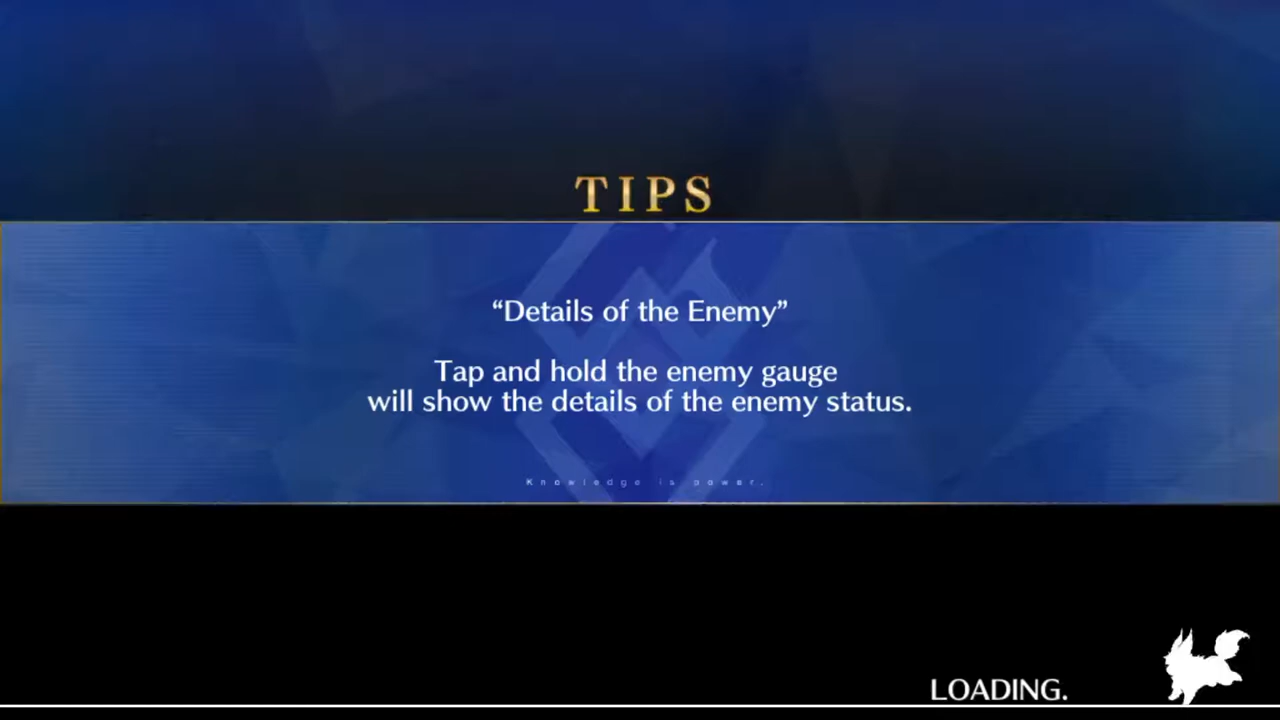 TIPS
“Details of the Enemy”
Tap and hold the enemy gauge
will show the details of the enemy status.
Knowledge is power.
LOADING.